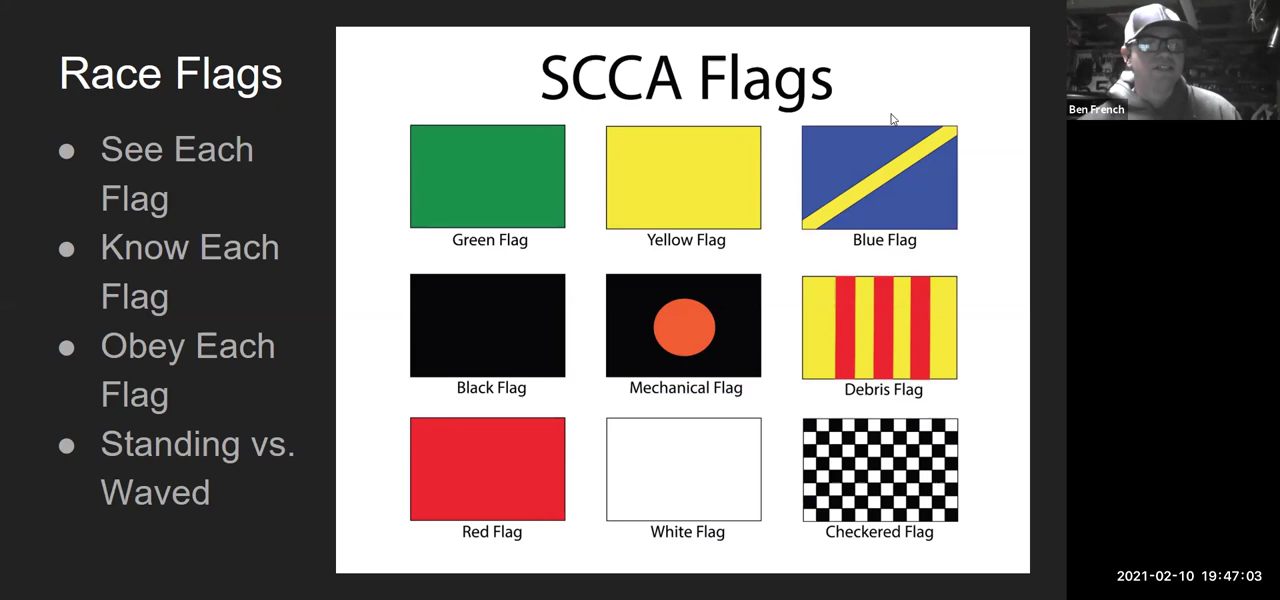 Race Flags
See Each
Flag
Know Each
Flag
Obey Each
Flag
Standing vs.
Waved
SCCA Flags
Green Flag
Yellow Flag
Blue Flag
Black Flag
Mechanical Flag
Debris Flag
Red Flag
White Flag
Checkered Flag
Ben French
2021-02-10 19:47:03